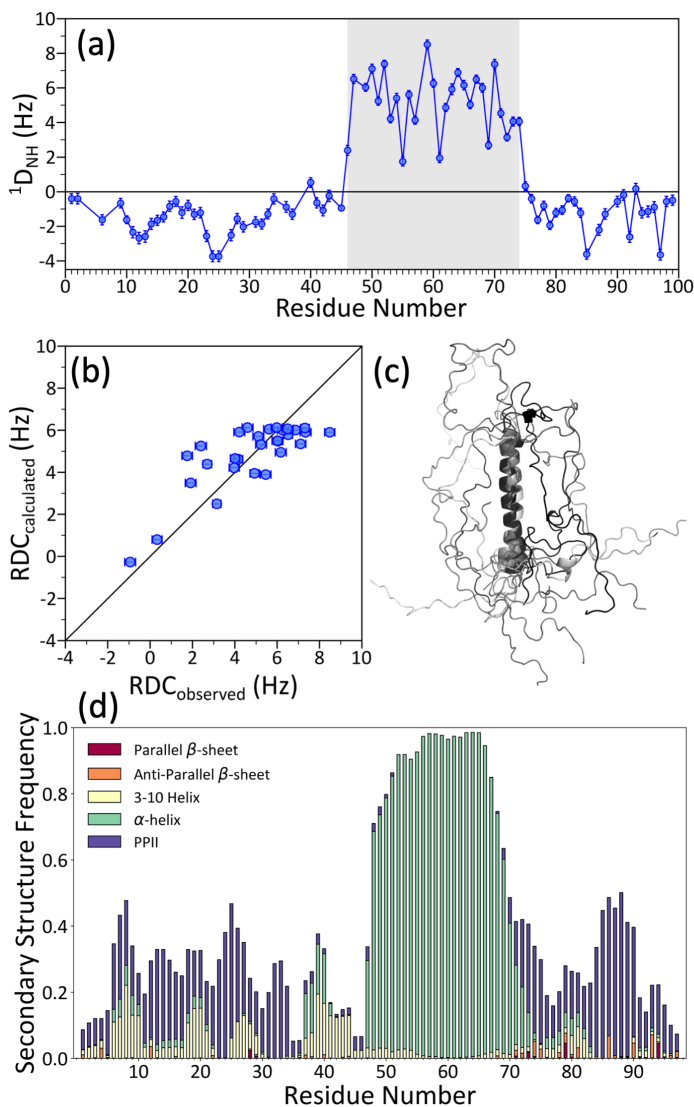 (a)
¹D_NH (Hz)
10
8
6
4
2
0
-2
-4
0 10 20 30 40 50 60 70 80 90 100
Residue Number
(b)
RDC_calculated (Hz)
10
8
6
4
2
0
-2
-4
-4 -2 0 2 4 6 8 10
RDC_observed (Hz)
(c)
(d)
Secondary Structure Frequency
1.0
0.8
0.6
0.4
0.2
0.0
Parallel β-sheet
Anti-Parallel β-sheet
3-10 Helix
α-helix
PPII
0 10 20 30 40 50 60 70 80 90
Residue Number